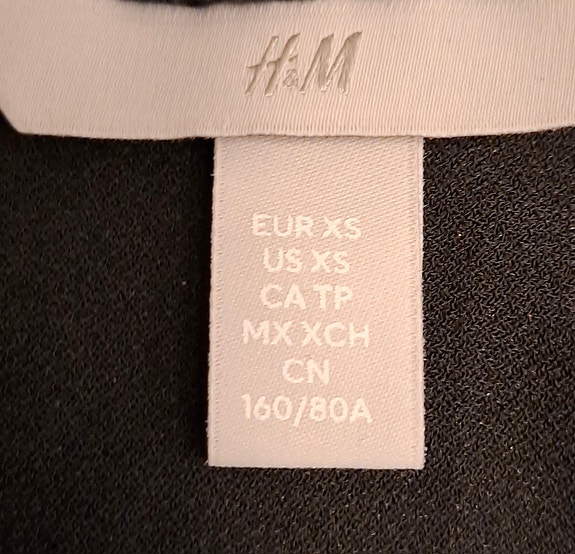 H&M
EUR XS
US XS
CA TP
MX XCH
CN
160/80A